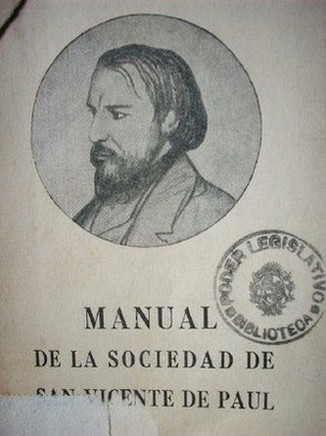 PODER LEGISLATIVO
BIBLIOTECA
MANUAL
DE LA SOCIEDAD DE
SAN VICENTE DE PAUL